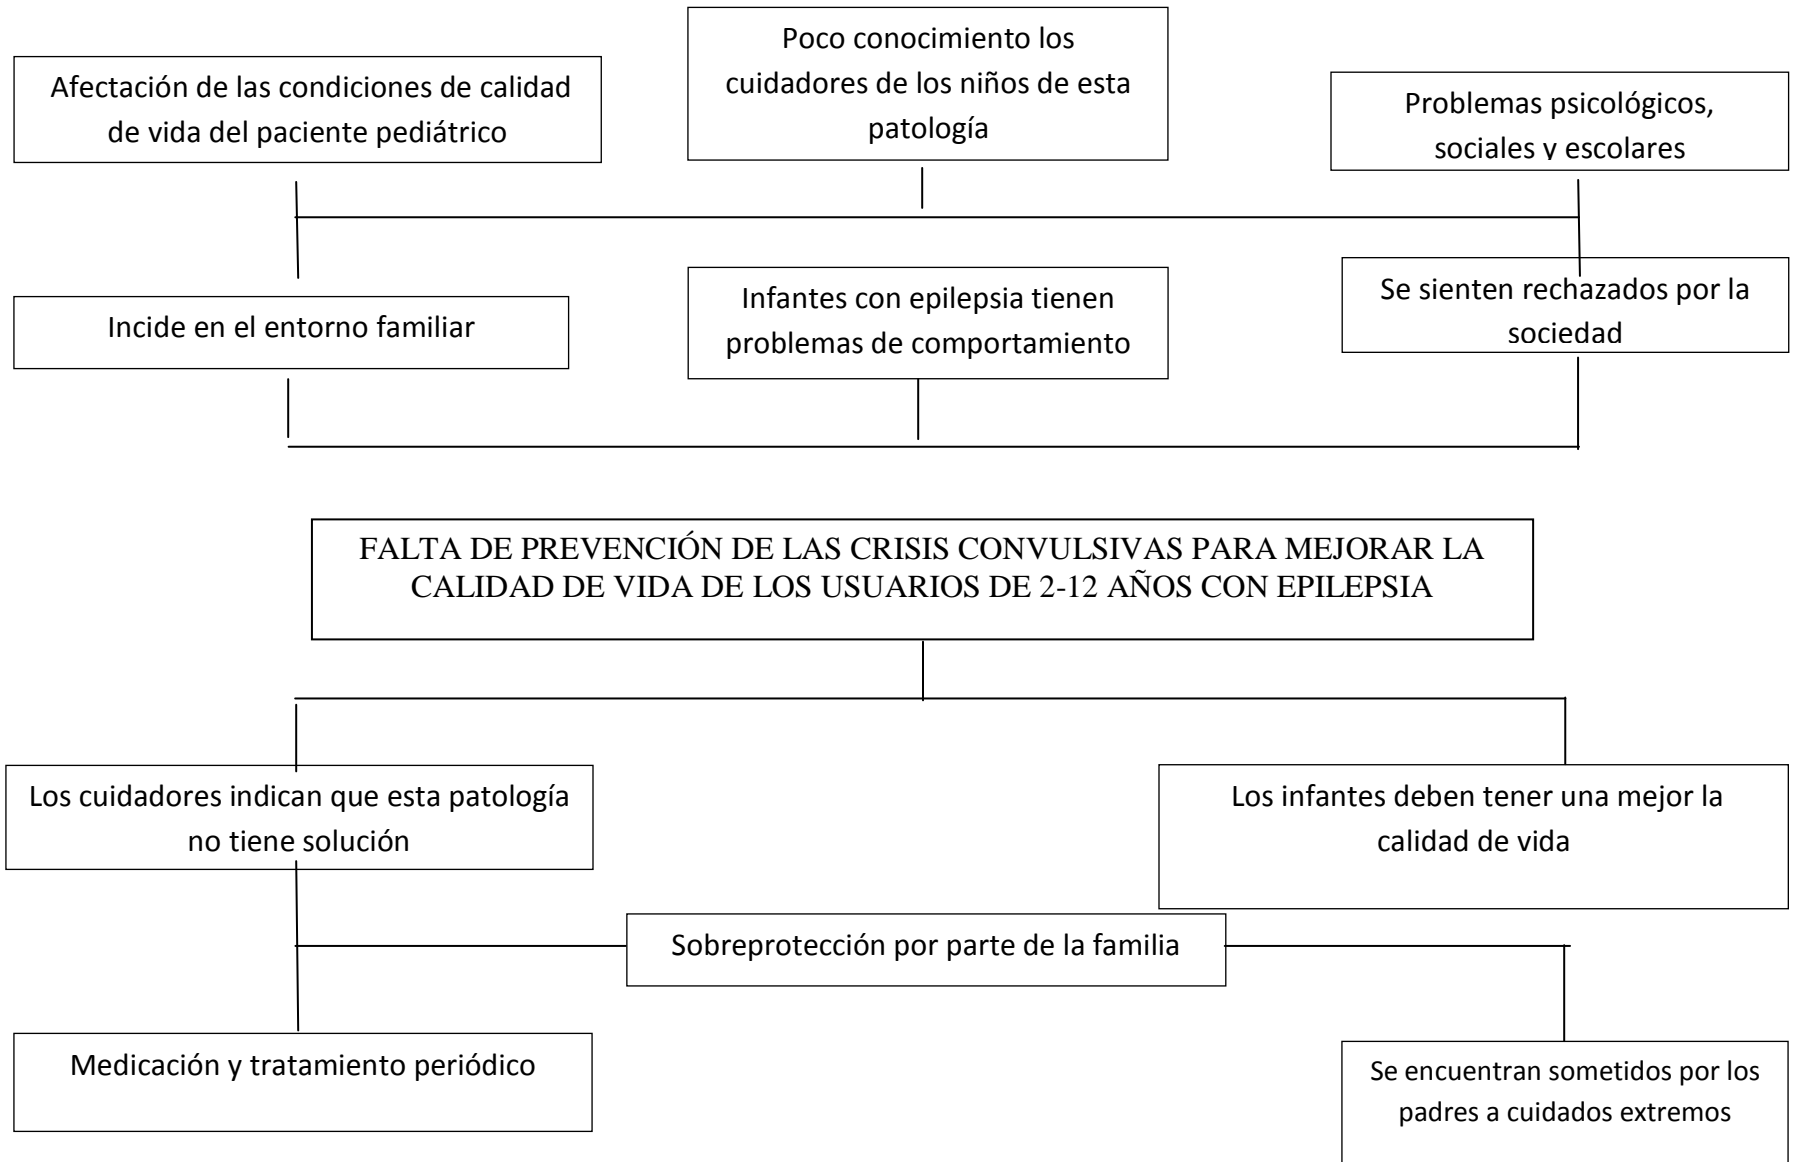 Afectación de las condiciones de calidad
de vida del paciente pediátrico
Poco conocimiento los
cuidadores de los niños de esta
patología
Problemas psicológicos,
sociales y escolares
Incide en el entorno familiar
Infantes con epilepsia tienen
problemas de comportamiento
Se sienten rechazados por la
sociedad
FALTA DE PREVENCIÓN DE LAS CRISIS CONVULSIVAS PARA MEJORAR LA
CALIDAD DE VIDA DE LOS USUARIOS DE 2-12 AÑOS CON EPILEPSIA
Los cuidadores indican que esta patología
no tiene solución
Los infantes deben tener una mejor la
calidad de vida
Sobreprotección por parte de la familia
Medicación y tratamiento periódico
Se encuentran sometidos por los
padres a cuidados extremos